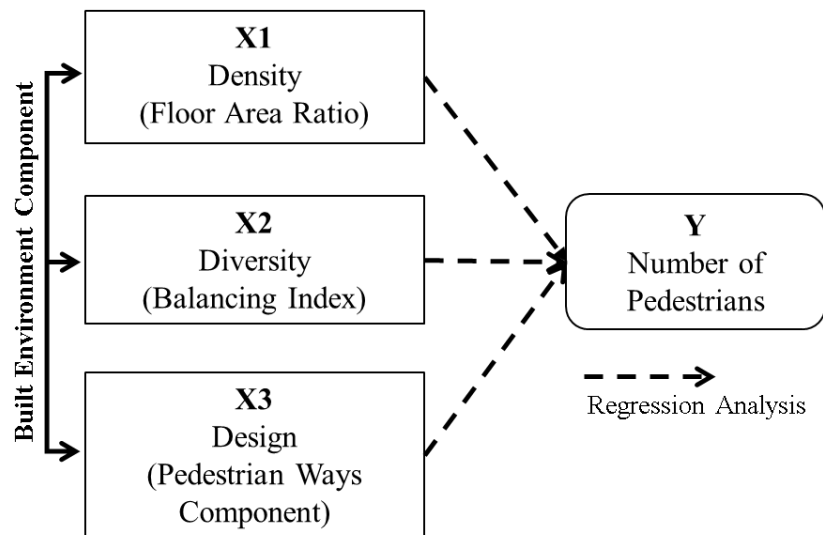 Built Environment Component
X1
Density
(Floor Area Ratio)
X2
Diversity
(Balancing Index)
X3
Design
(Pedestrian Ways
Component)
Y
Number of
Pedestrians
Regression Analysis